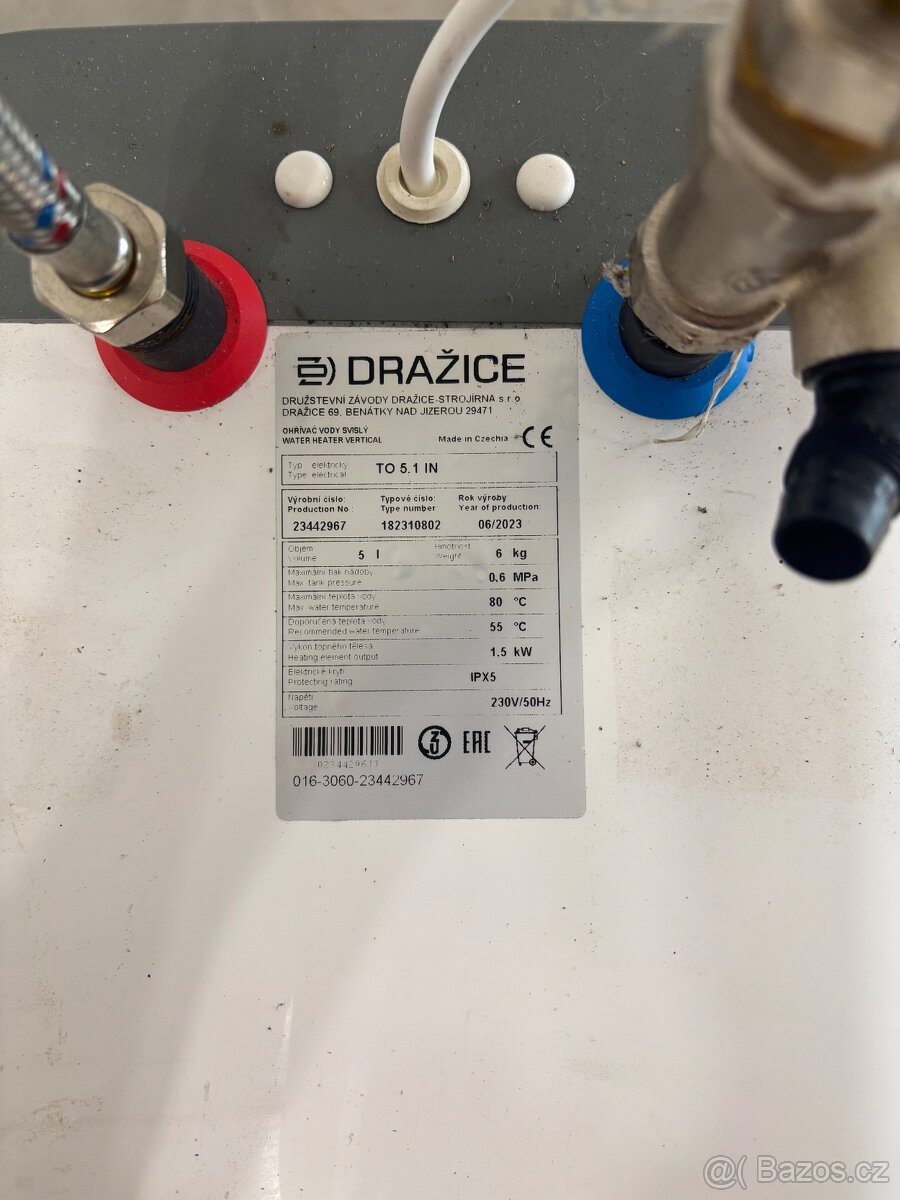 DRAŽICE
DRUŽSTEVNÍ ZÁVODY DRAŽICE-STROJÍRNA s.r.o
DRAŽICE 69, BENÁTKY NAD JIZEROU 29471
OHŘÍVAČ VODY SVISLÝ
WATER HEATER VERTICAL
Made in Czechia CE
Typ elektrický TO 5.1 IN
Type electrical
Výrobní číslo: Typové číslo: Rok výroby
Production No: Type number Year of production:
23442967 182310802 06/2023
Objem 5 l Hmotnost 6 kg
Volume Weight
Maximální tlak nádoby 0.6 MPa
Max. tank pressure
Maximální teplota vody 80 °C
Max. water temperature
Doporučená teplota vody 55 °C
Recommended water temperature
Výkon topného tělesa 1.5 kW
Heating element output
Elektrické krytí IPX5
Protecting rating
Napětí 230V/50Hz
Voltage
3 EAC
016-3060-23442967
@( Bazos.cz